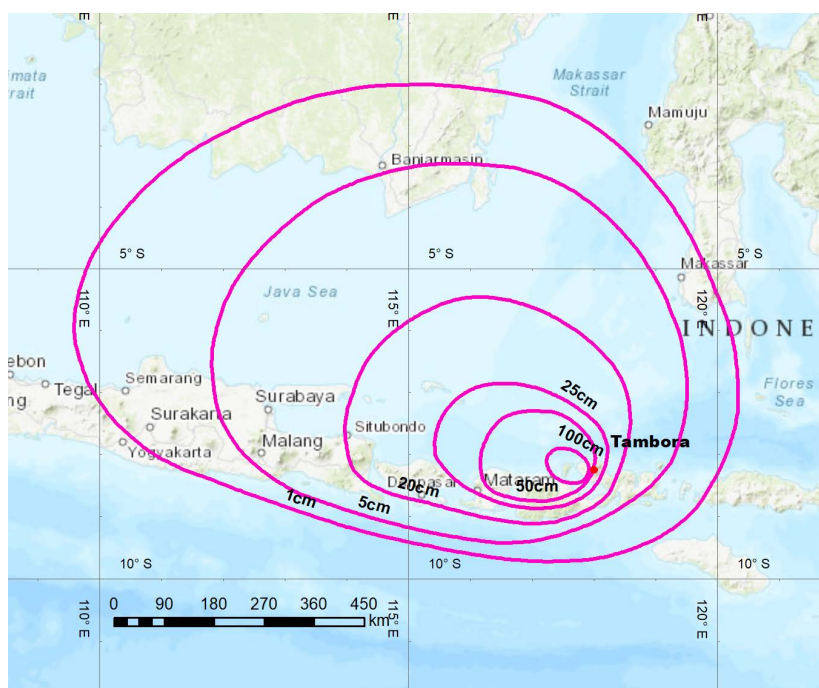 E
E
E
imata
rait
Makassar
Strait
Mamuju
Banjarmasin
5° S
5° S
5° S
Makassar
Java Sea
110° E
115° E
120° E
INDONE
ebon
Tegal
ng
Semarang
Surabaya
Surakarta
Situbondo
Yogyakarta
Malang
Flores
Sea
25cm
100cm
Tambora
Mataram
50cm
20cm
5cm
1cm
10° S
10° S
10° S
0 90 180 270 360 450
km
110° E
115° E
120° E